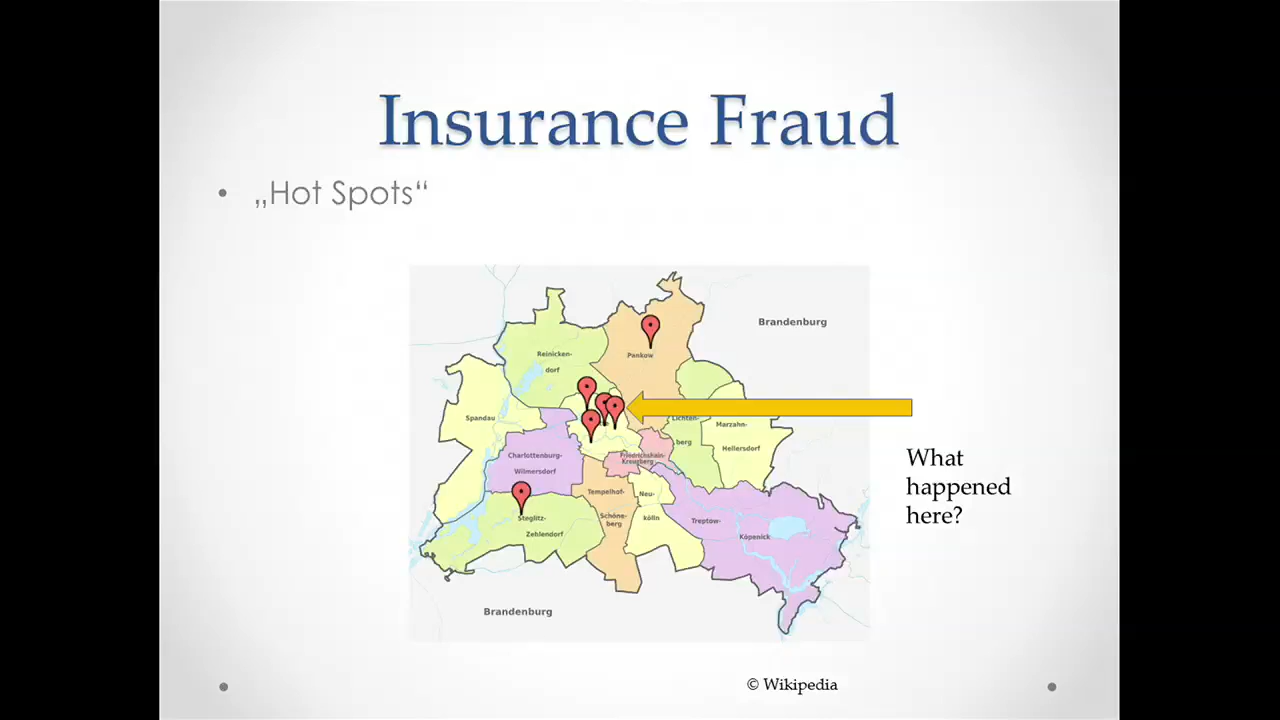 Insurance Fraud
• „Hot Spots“
Brandenburg
Reinicken-
dorf
Pankow
Spandau
Lichten-
berg
Marzahn-
Hellersdorf
Charlottenburg-
Wilmersdorf
Friedrichshain-
Kreuzberg
Tempelhof-
Schöne-
berg
Neu-
kölln
Steglitz-
Zehlendorf
Treptow-
Köpenick
Brandenburg
What
happened
here?
© Wikipedia